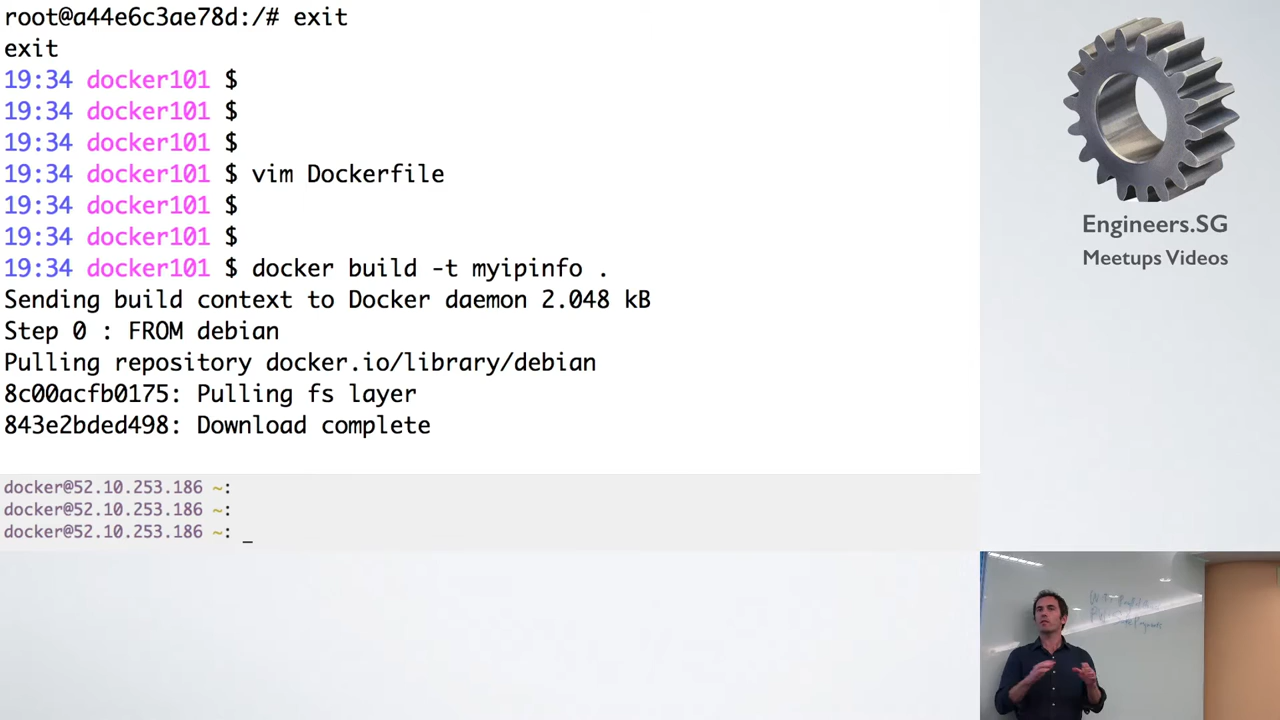 root@a44e6c3ae78d:/# exit
exit
19:34 docker101 $
19:34 docker101 $
19:34 docker101 $
19:34 docker101 $ vim Dockerfile
19:34 docker101 $
19:34 docker101 $
19:34 docker101 $ docker build -t myipinfo .
Sending build context to Docker daemon 2.048 kB
Step 0 : FROM debian
Pulling repository docker.io/library/debian
8c00acfb0175: Pulling fs layer
843e2bded498: Download complete
docker@52.10.253.186 ~:
docker@52.10.253.186 ~:
docker@52.10.253.186 ~: _
Engineers.SG
Meetups Videos